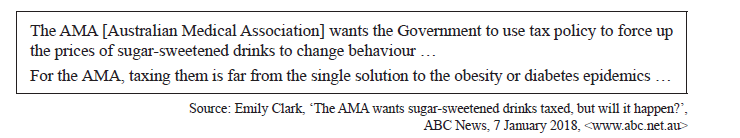 The AMA [Australian Medical Association] wants the Government to use tax policy to force up
the prices of sugar-sweetened drinks to change behaviour …
For the AMA, taxing them is far from the single solution to the obesity or diabetes epidemics …
Source: Emily Clark, ‘The AMA wants sugar-sweetened drinks taxed, but will it happen?’,
ABC News, 7 January 2018, <www.abc.net.au>